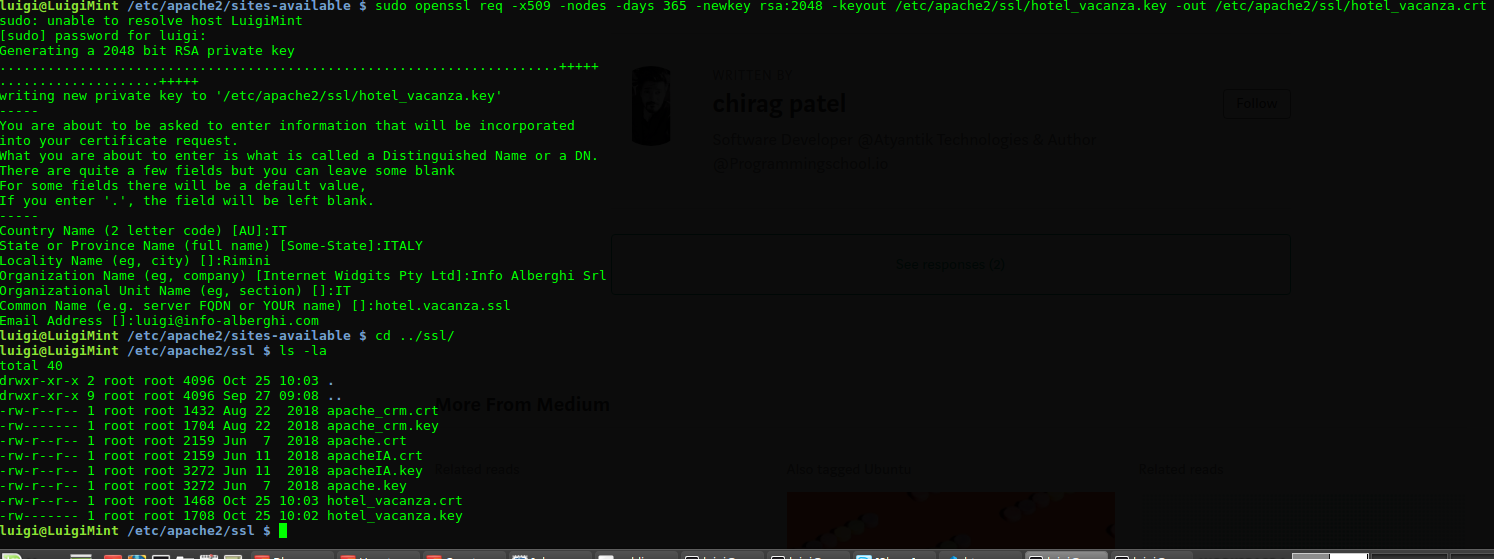 luigi@LuigiMint /etc/apache2/sites-available $ sudo openssl req -x509 -nodes -days 365 -newkey rsa:2048 -keyout /etc/apache2/ssl/hotel_vacanza.key -out /etc/apache2/ssl/hotel_vacanza.crt
sudo: unable to resolve host LuigiMint
[sudo] password for luigi:
Generating a 2048 bit RSA private key
......................................................................+++++
....................+++++
writing new private key to '/etc/apache2/ssl/hotel_vacanza.key'
-----
You are about to be asked to enter information that will be incorporated
into your certificate request.
What you are about to enter is what is called a Distinguished Name or a DN.
There are quite a few fields but you can leave some blank
For some fields there will be a default value,
If you enter '.', the field will be left blank.
-----
Country Name (2 letter code) [AU]:IT
State or Province Name (full name) [Some-State]:ITALY
Locality Name (eg, city) []:Rimini
Organization Name (eg, company) [Internet Widgits Pty Ltd]:Info Alberghi Srl
Organizational Unit Name (eg, section) []:IT
Common Name (e.g. server FQDN or YOUR name) []:hotel.vacanza.ssl
Email Address []:luigi@info-alberghi.com
luigi@LuigiMint /etc/apache2/sites-available $ cd ../ssl/
luigi@LuigiMint /etc/apache2/ssl $ ls -la
total 40
drwxr-xr-x 2 root root 4096 Oct 25 10:03 .
drwxr-xr-x 9 root root 4096 Sep 27 09:08 ..
-rw-r--r-- 1 root root 1432 Aug 22  2018 apache_crm.crt
-rw------- 1 root root 1704 Aug 22  2018 apache_crm.key
-rw-r--r-- 1 root root 2159 Jun  7  2018 apache.crt
-rw-r--r-- 1 root root 2159 Jun 11  2018 apacheIA.crt
-rw-r--r-- 1 root root 3272 Jun 11  2018 apacheIA.key
-rw-r--r-- 1 root root 3272 Jun  7  2018 apache.key
-rw-r--r-- 1 root root 1468 Oct 25 10:03 hotel_vacanza.crt
-rw------- 1 root root 1708 Oct 25 10:02 hotel_vacanza.key
luigi@LuigiMint /etc/apache2/ssl $
WRITTEN BY
chirag patel
Follow
Software Developer @Atyantik Technologies & Author
@iProgrammingschool.io
See responses (2)
More From Medium
Related reads
Also tagged Ubuntu
Related reads